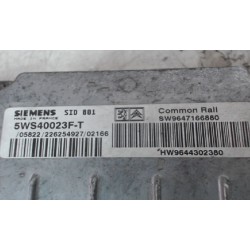 SIEMENS SID 801
MADE IN FRANCE
5WS40023F-T
/05822/226254927/02166
Common Rail
SW9647166880
*HW9644302380